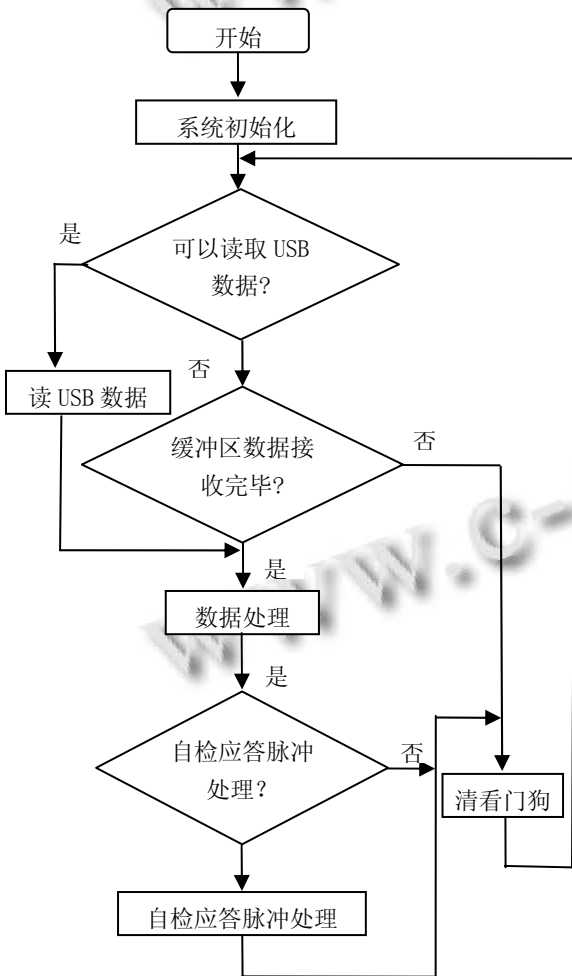 开始
系统初始化
是
可以读取 USB
数据?
否
读 USB 数据
缓冲区数据接
收完毕?
否
是
数据处理
是
自检应答脉冲
处理？
否
清看门狗
自检应答脉冲处理
www.c-